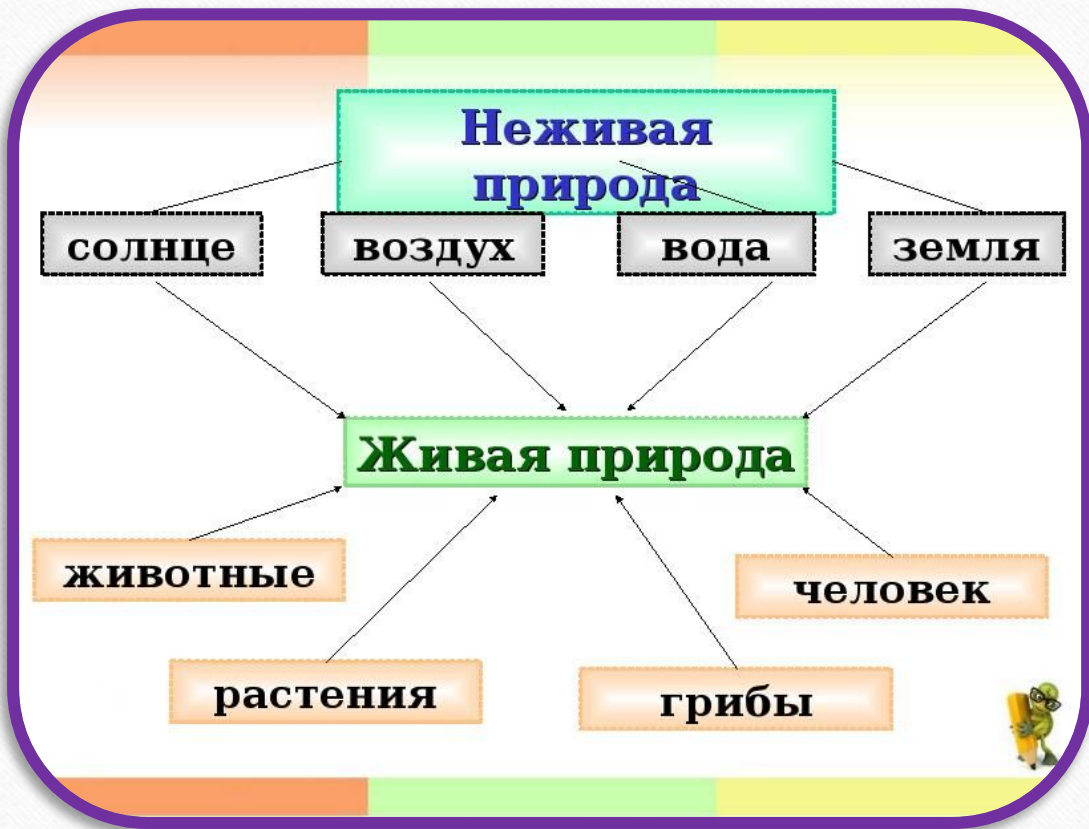 Неживая
природа
солнце
воздух
вода
земля
Живая природа
животные
человек
растения
грибы